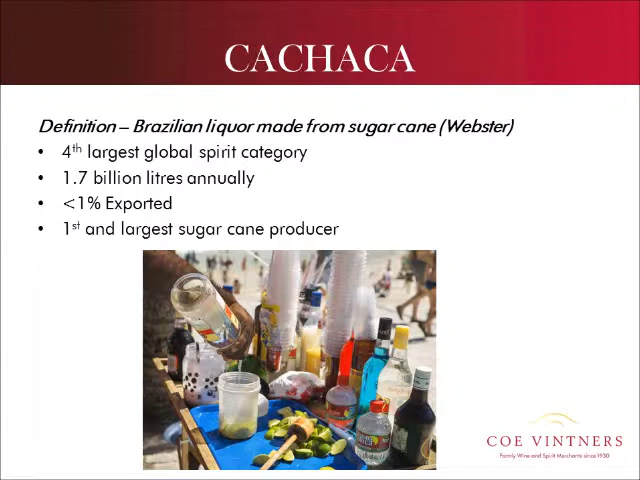 CACHACA
Definition – Brazilian liquor made from sugar cane (Webster)
• 4th largest global spirit category
• 1.7 billion litres annually
• <1% Exported
• 1st and largest sugar cane producer
COE VINTNERS
Family Wine and Spirit Merchants since 1930